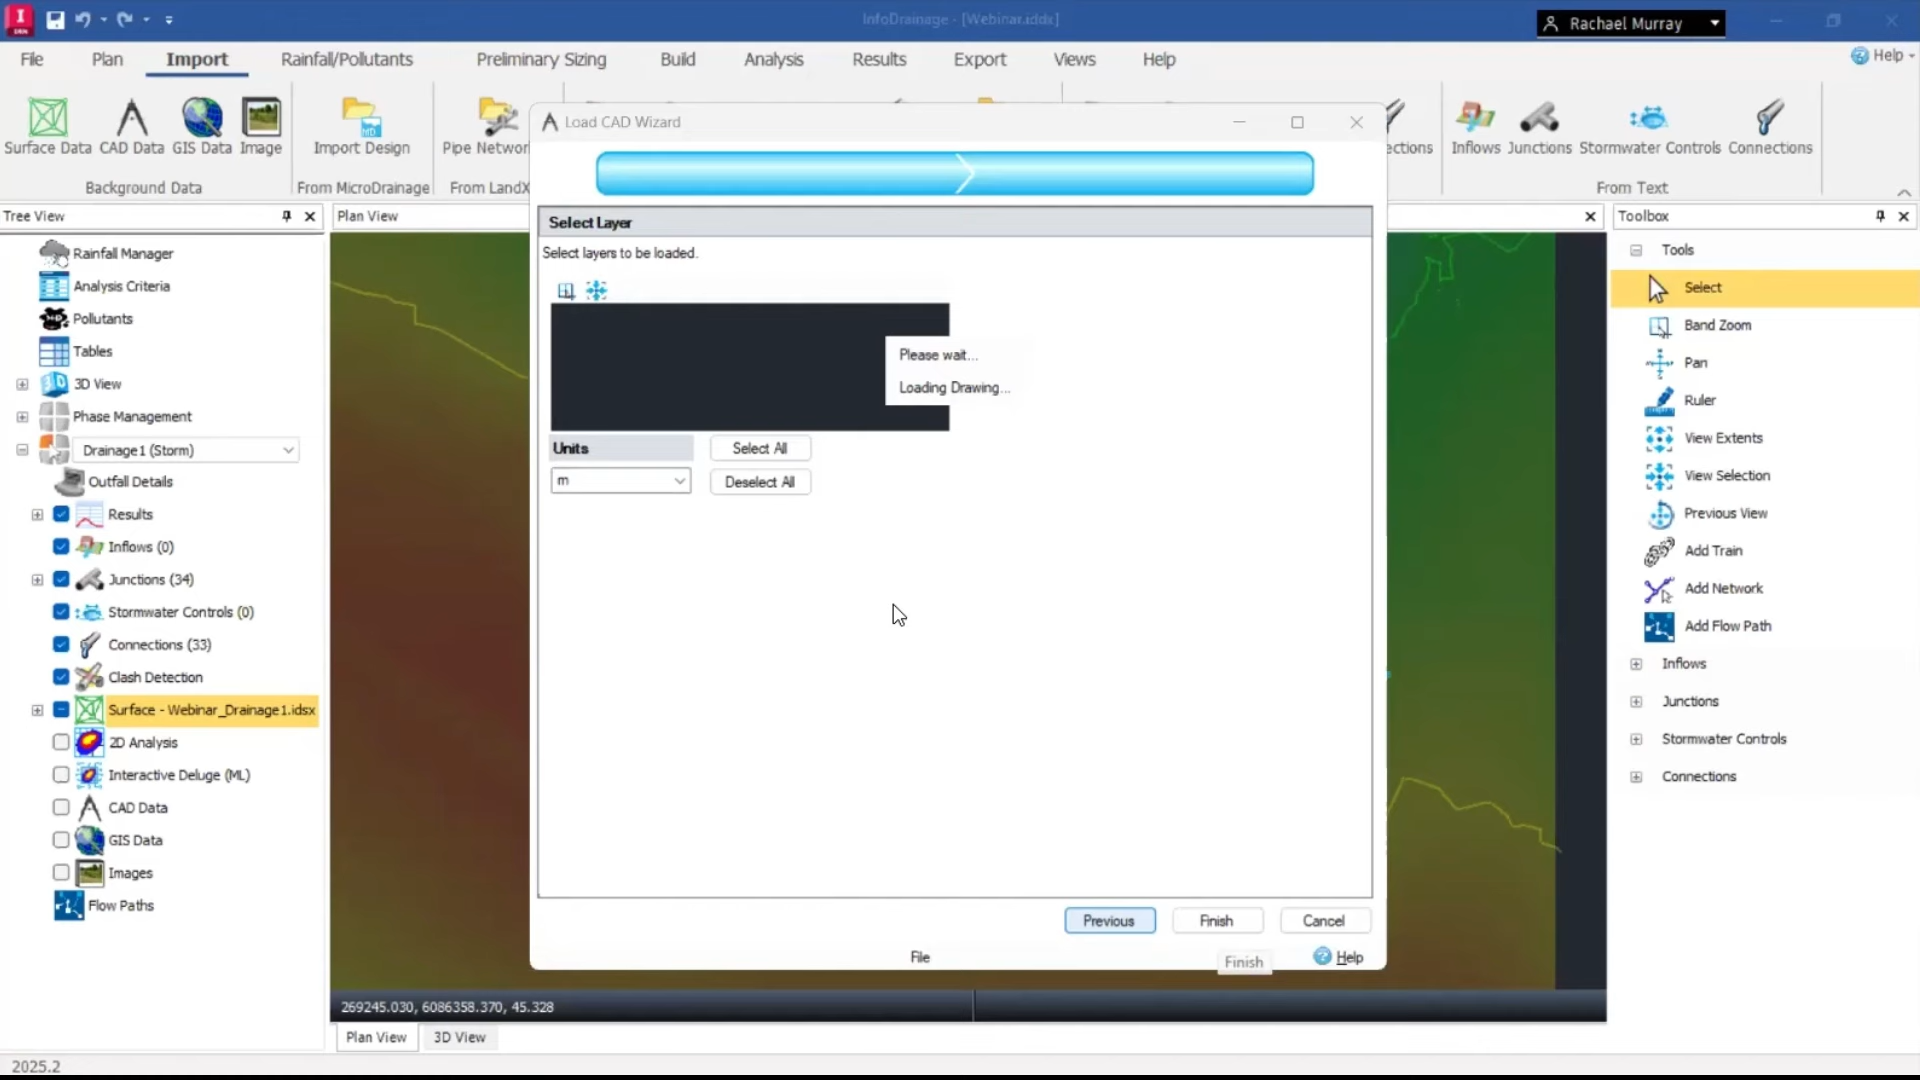 InfoDrainage - [Webinar.iddx]
Rachael Murray
File Plan Import Rainfall/Pollutants Preliminary Sizing Build Analysis Results Export Views Help
Help
Surface Data CAD Data GIS Data Image
Background Data
Import Design
From MicroDrainage
Pipe Networ
From LandX
ections
Inflows Junctions Stormwater Controls Connections
From Text
Tree View
Rainfall Manager
Analysis Criteria
Pollutants
Tables
3D View
Phase Management
Drainage1 (Storm)
Outfall Details
Results
Inflows (0)
Junctions (34)
Stormwater Controls (0)
Connections (33)
Clash Detection
Surface - Webinar_Drainage1.idsx
2D Analysis
Interactive Deluge (ML)
CAD Data
GIS Data
Images
Flow Paths
Plan View
Load CAD Wizard
Select Layer
Select layers to be loaded.
Please wait...
Loading Drawing...
Units
m
Select All
Deselect All
Previous Finish Cancel
File
Finish
Help
269245.030, 6086358.370, 45.328
Plan View 3D View
Toolbox
Tools
Select
Band Zoom
Pan
Ruler
View Extents
View Selection
Previous View
Add Train
Add Network
Add Flow Path
Inflows
Junctions
Stormwater Controls
Connections
2025.2